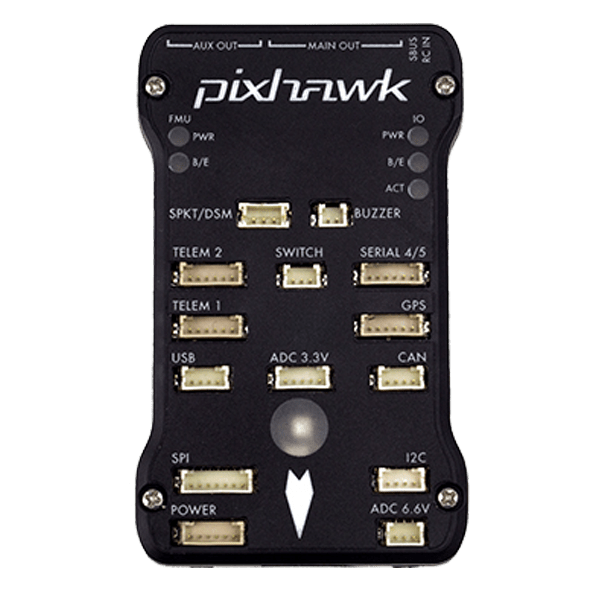 AUX OUT MAIN OUT SBUS
RC IN
pixhawk
FMU IO
PWR PWR
B/E B/E
ACT
SPKT/DSM BUZZER
TELEM 2 SWITCH SERIAL 4/5
TELEM 1 GPS
USB ADC 3.3V CAN
SPI I2C
POWER ADC 6.6V